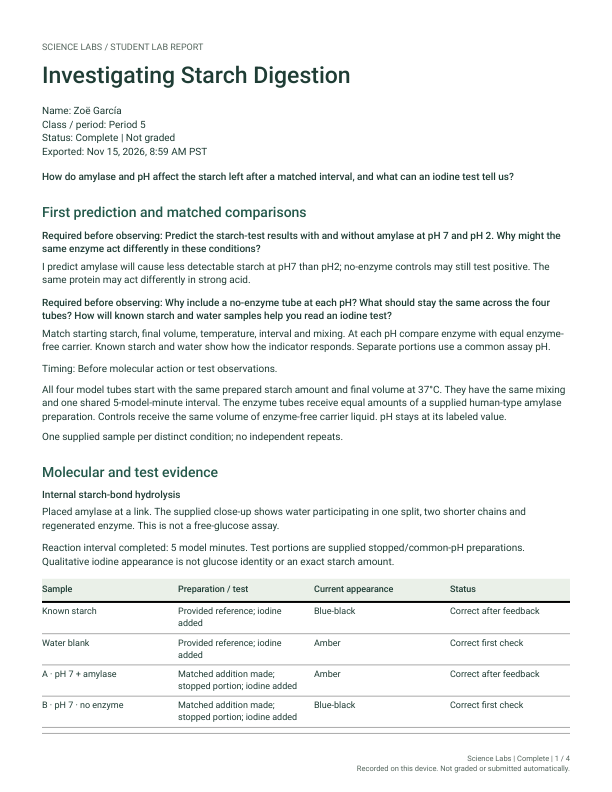 SCIENCE LABS / STUDENT LAB REPORT
Investigating Starch Digestion
Name: Zoë García
Class / period: Period 5
Status: Complete | Not graded
Exported: Nov 15, 2026, 8:59 AM PST
How do amylase and pH affect the starch left after a matched interval, and what can an iodine test tell us?
First prediction and matched comparisons
Required before observing: Predict the starch-test results with and without amylase at pH 7 and pH 2. Why might the
same enzyme act differently in these conditions?
I predict amylase will cause less detectable starch at pH7 than pH2; no-enzyme controls may still test positive. The
same protein may act differently in strong acid.
Required before observing: Why include a no-enzyme tube at each pH? What should stay the same across the four
tubes? How will known starch and water samples help you read an iodine test?
Match starting starch, final volume, temperature, interval and mixing. At each pH compare enzyme with equal enzyme-
free carrier. Known starch and water show how the indicator responds. Separate portions use a common assay pH.
Timing: Before molecular action or test observations.
All four model tubes start with the same prepared starch amount and final volume at 37°C. They have the same mixing
and one shared 5-model-minute interval. The enzyme tubes receive equal amounts of a supplied human-type amylase
preparation. Controls receive the same volume of enzyme-free carrier liquid. pH stays at its labeled value.
One supplied sample per distinct condition; no independent repeats.
Molecular and test evidence
Internal starch-bond hydrolysis
Placed amylase at a link. The supplied close-up shows water participating in one split, two shorter chains and
regenerated enzyme. This is not a free-glucose assay.
Reaction interval completed: 5 model minutes. Test portions are supplied stopped/common-pH preparations.
Qualitative iodine appearance is not glucose identity or an exact starch amount.
Sample Preparation / test Current appearance Status
Known starch Provided reference; iodine Blue-black Correct after feedback
added
Water blank Provided reference; iodine Amber Correct first check
added
A · pH 7 + amylase Matched addition made; Amber Correct after feedback
stopped portion; iodine added
B · pH 7 · no enzyme Matched addition made; Blue-black Correct first check
stopped portion; iodine added
Science Labs | Complete | 1 / 4
Recorded on this device. Not graded or submitted automatically.